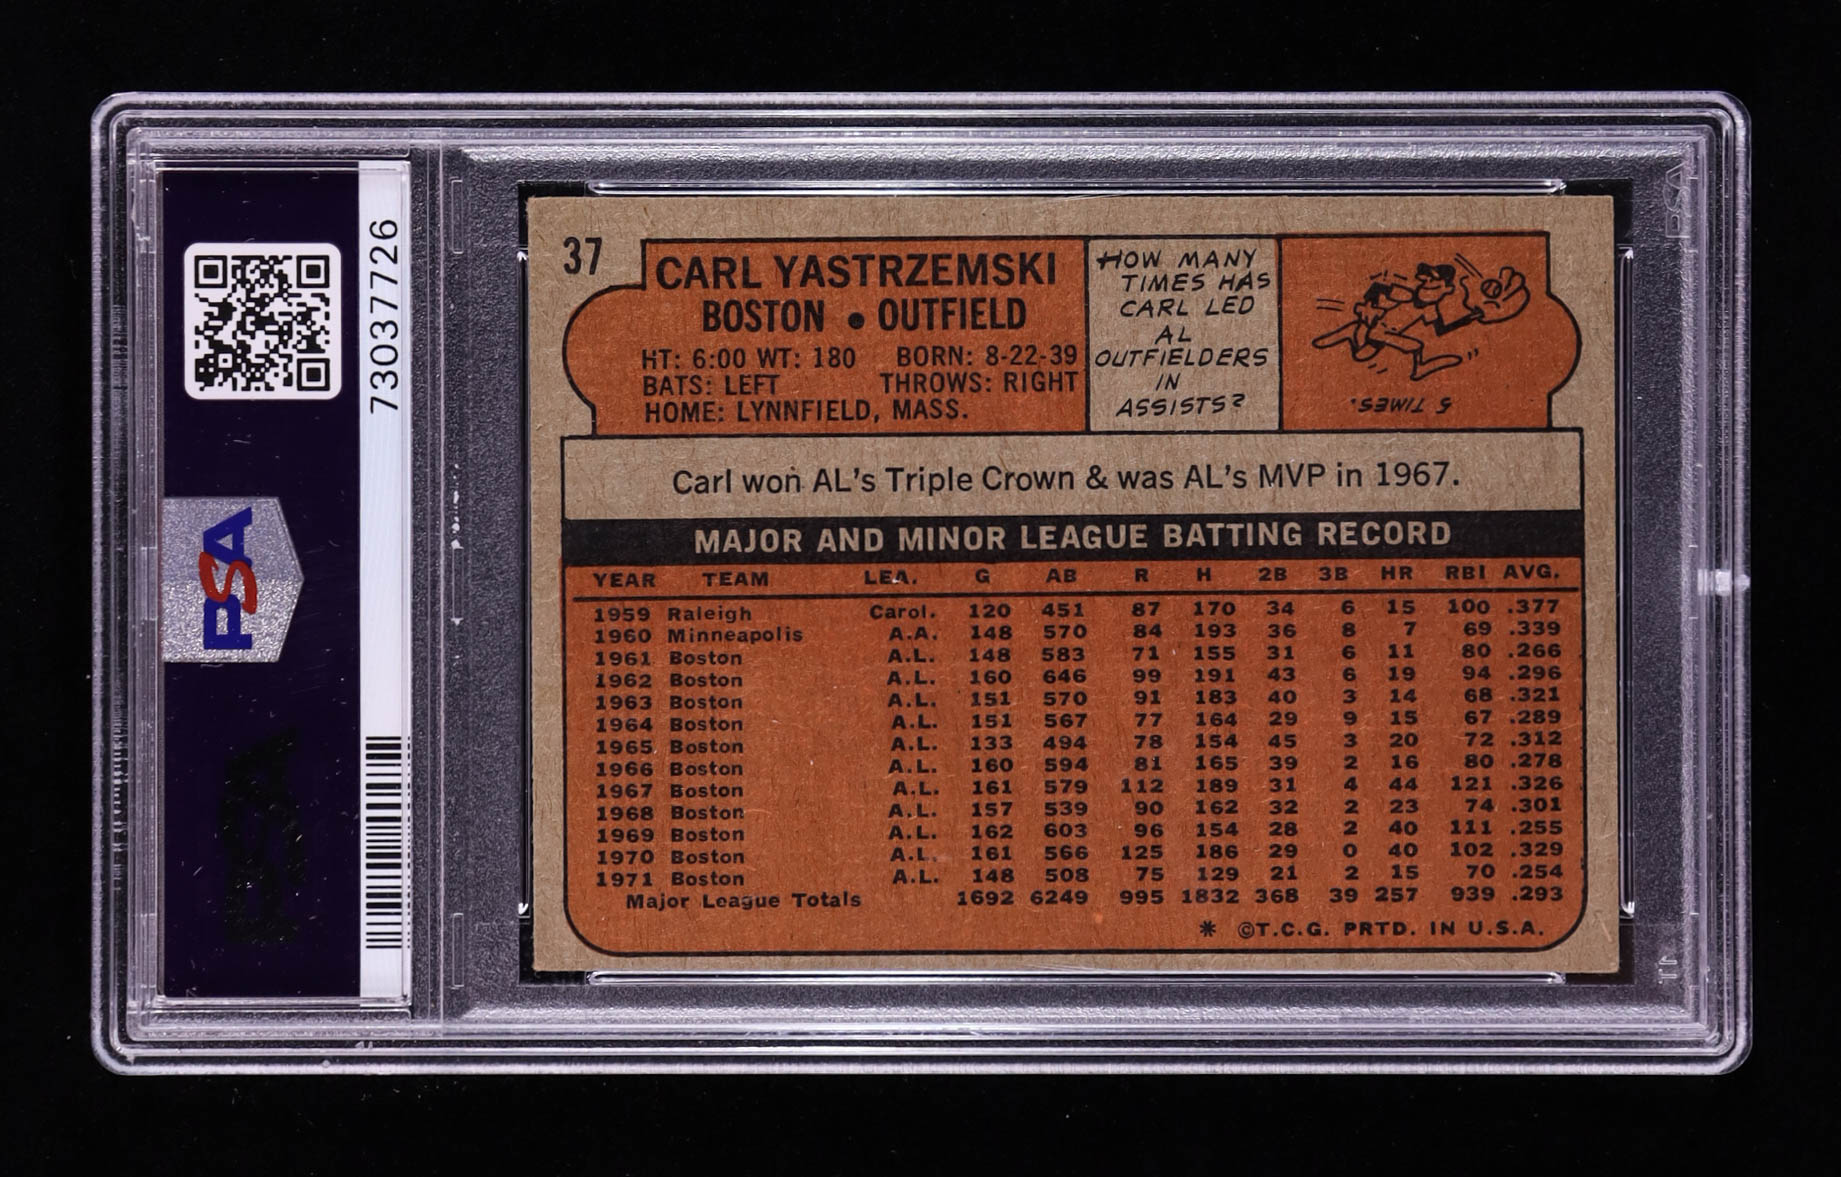 73037726
PSA
PSA
37
CARL YASTRZEMSKI
BOSTON ● OUTFIELD
HT: 6:00 WT: 180 BORN: 8-22-39
BATS: LEFT THROWS: RIGHT
HOME: LYNNFIELD, MASS.
HOW MANY
TIMES HAS
CARL LED
AL
OUTFIELDERS
IN
ASSISTS?
5 TIMES.
Carl won AL's Triple Crown & was AL's MVP in 1967.
MAJOR AND MINOR LEAGUE BATTING RECORD
YEAR TEAM LEA. G AB R H 2B 3B HR RBI AVG.
1959 Raleigh Carol. 120 451 87 170 34 6 15 100 .377
1960 Minneapolis A.A. 148 570 84 193 36 8 7 69 .339
1961 Boston A.L. 148 583 71 155 31 6 11 80 .266
1962 Boston A.L. 160 646 99 191 43 6 19 94 .296
1963 Boston A.L. 151 570 91 183 40 3 14 68 .321
1964 Boston A.L. 151 567 77 164 29 9 15 67 .289
1965 Boston A.L. 133 494 78 154 45 3 20 72 .312
1966 Boston A.L. 160 594 81 165 39 2 16 80 .278
1967 Boston A.L. 161 579 112 189 31 4 44 121 .326
1968 Boston A.L. 157 539 90 162 32 2 23 74 .301
1969 Boston A.L. 162 603 96 154 28 2 40 111 .255
1970 Boston A.L. 161 566 125 186 29 0 40 102 .329
1971 Boston A.L. 148 508 75 129 21 2 15 70 .254
Major League Totals 1692 6249 995 1832 368 39 257 939 .293
* ©T.C.G. PRTD. IN U.S.A.
PSA